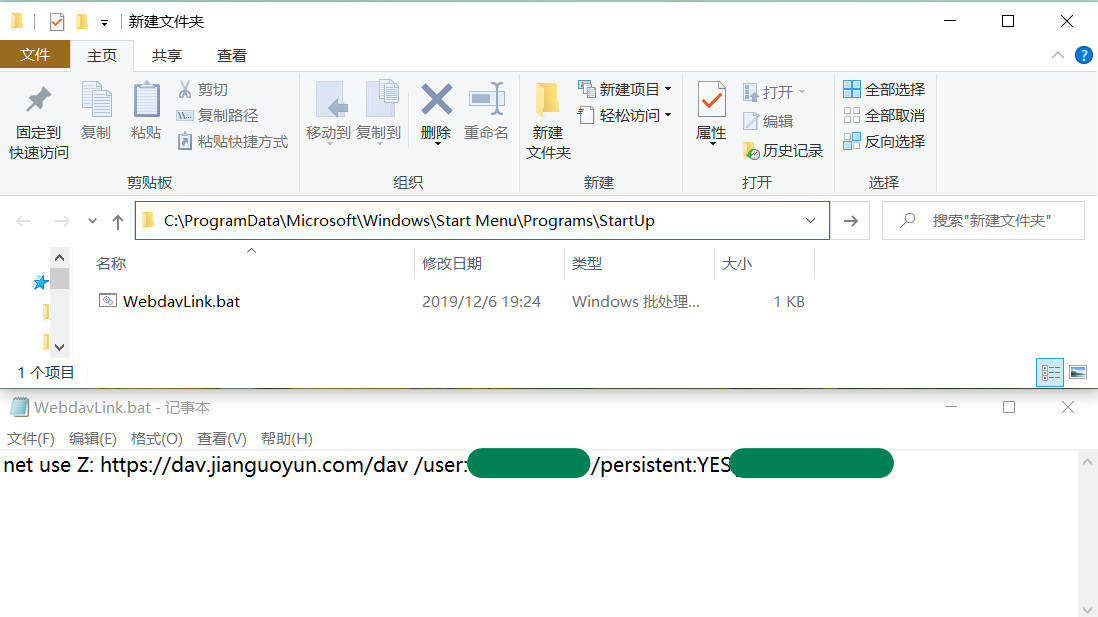 新建文件夹
文件 主页 共享 查看
固定到快速访问 复制 粘贴 剪切 复制路径 粘贴快捷方式 移动到 复制到 删除 重命名 新建文件夹 新建项目 轻松访问 属性 打开 编辑 历史记录 全部选择 全部取消 反向选择
剪贴板 组织 新建 打开 选择
C:\ProgramData\Microsoft\Windows\Start Menu\Programs\StartUp 搜索"新建文件夹"
名称 修改日期 类型 大小
WebdavLink.bat 2019/12/6 19:24 Windows 批处理... 1 KB
1 个项目
WebdavLink.bat - 记事本
文件(F) 编辑(E) 格式(O) 查看(V) 帮助(H)
net use Z: https://dav.jianguoyun.com/dav /user: /persistent:YES